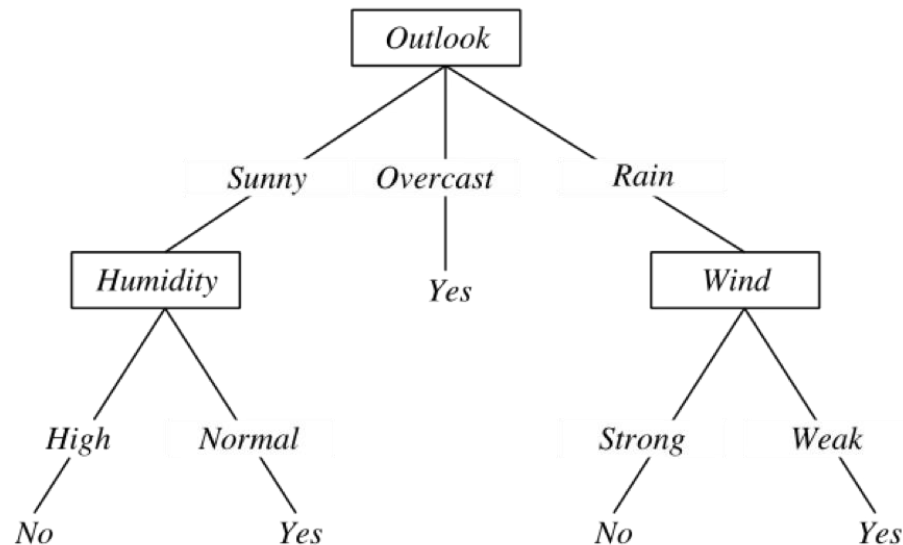 Outlook
Sunny Overcast Rain
Humidity Yes Wind
High Normal Strong Weak
No Yes No Yes